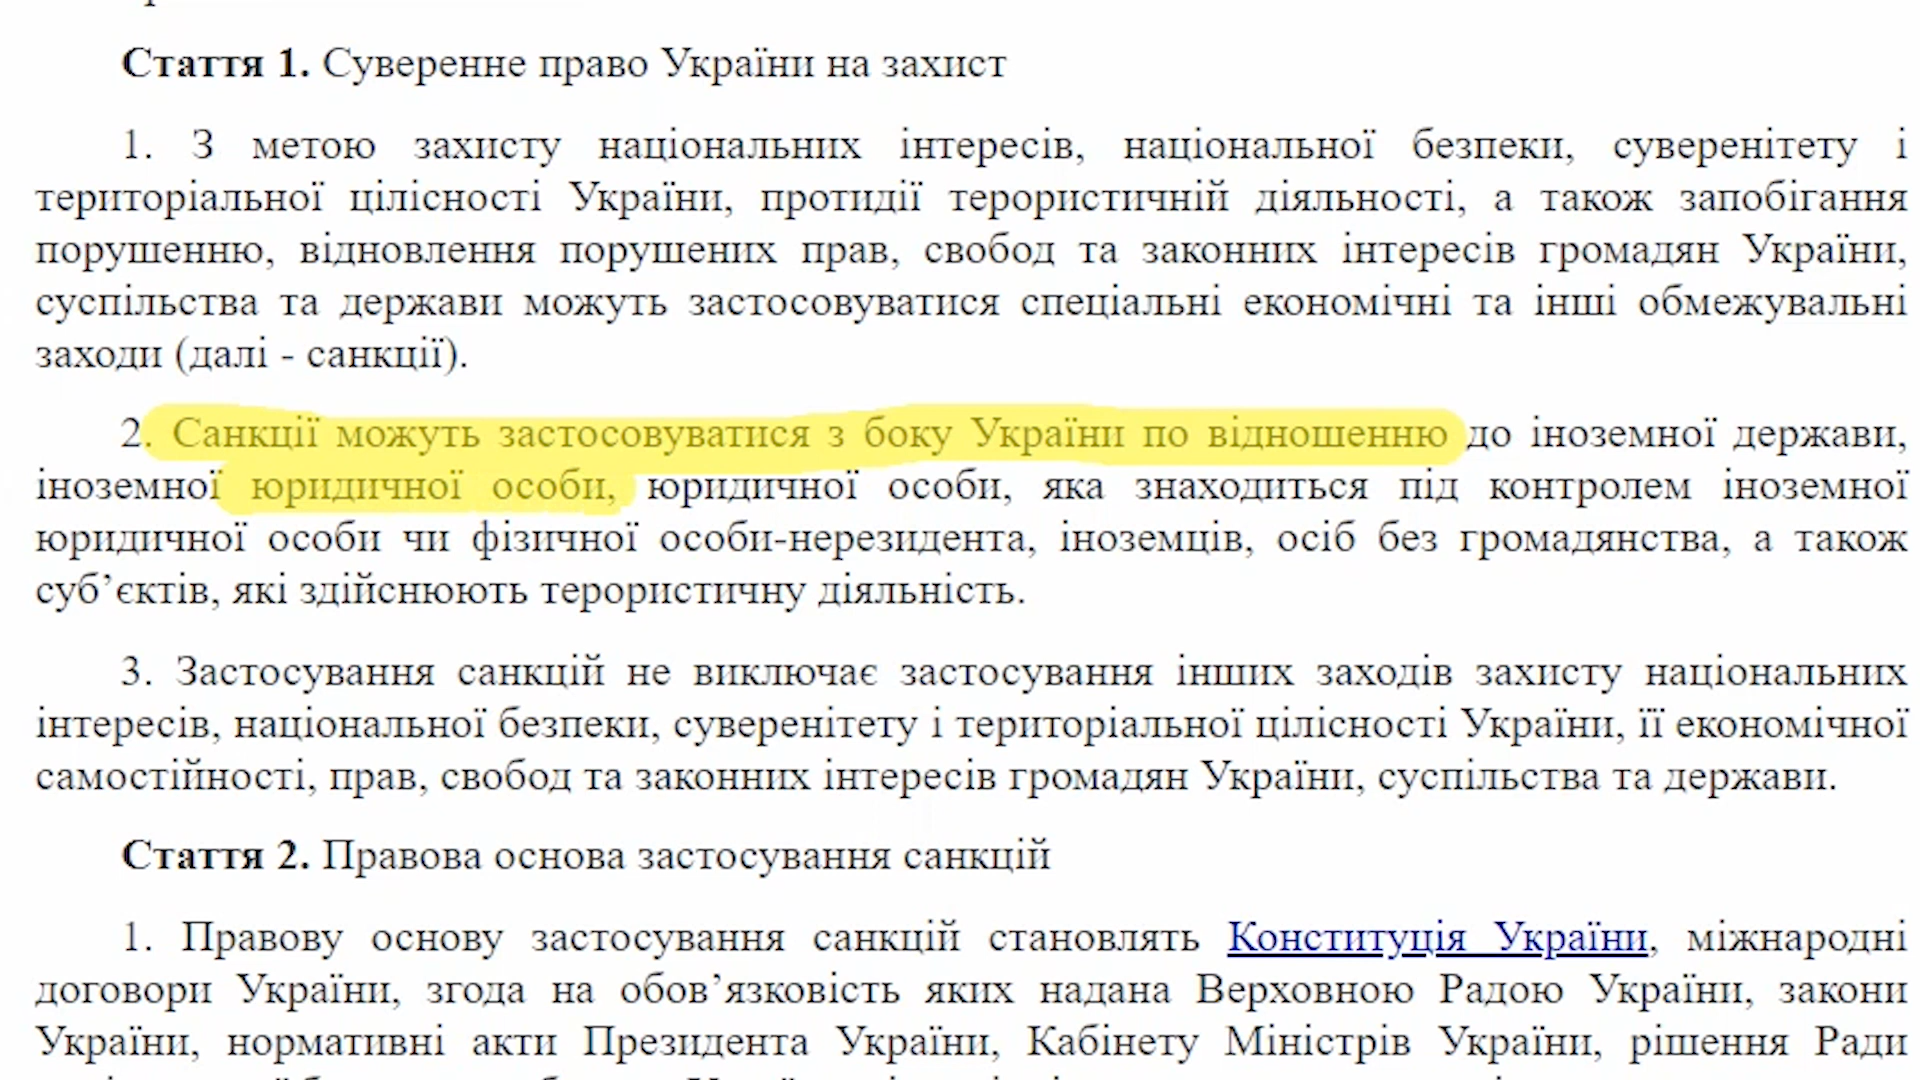 Стаття 1. Суверенне право України на захист
1. З метою захисту національних інтересів, національної безпеки, суверенітету і
територіальної цілісності України, протидії терористичній діяльності, а також запобігання
порушенню, відновлення порушених прав, свобод та законних інтересів громадян України,
суспільства та держави можуть застосовуватися спеціальні економічні та інші обмежувальні
заходи (далі - санкції).
2. Санкції можуть застосовуватися з боку України по відношенню до іноземної держави,
іноземної юридичної особи, юридичної особи, яка знаходиться під контролем іноземної
юридичної особи чи фізичної особи-нерезидента, іноземців, осіб без громадянства, а також
суб’єктів, які здійснюють терористичну діяльність.
3. Застосування санкцій не виключає застосування інших заходів захисту національних
інтересів, національної безпеки, суверенітету і територіальної цілісності України, її економічної
самостійності, прав, свобод та законних інтересів громадян України, суспільства та держави.
Стаття 2. Правова основа застосування санкцій
1. Правову основу застосування санкцій становлять Конституція України, міжнародні
договори України, згода на обов’язковість яких надана Верховною Радою України, закони
України, нормативні акти Президента України, Кабінету Міністрів України, рішення Ради